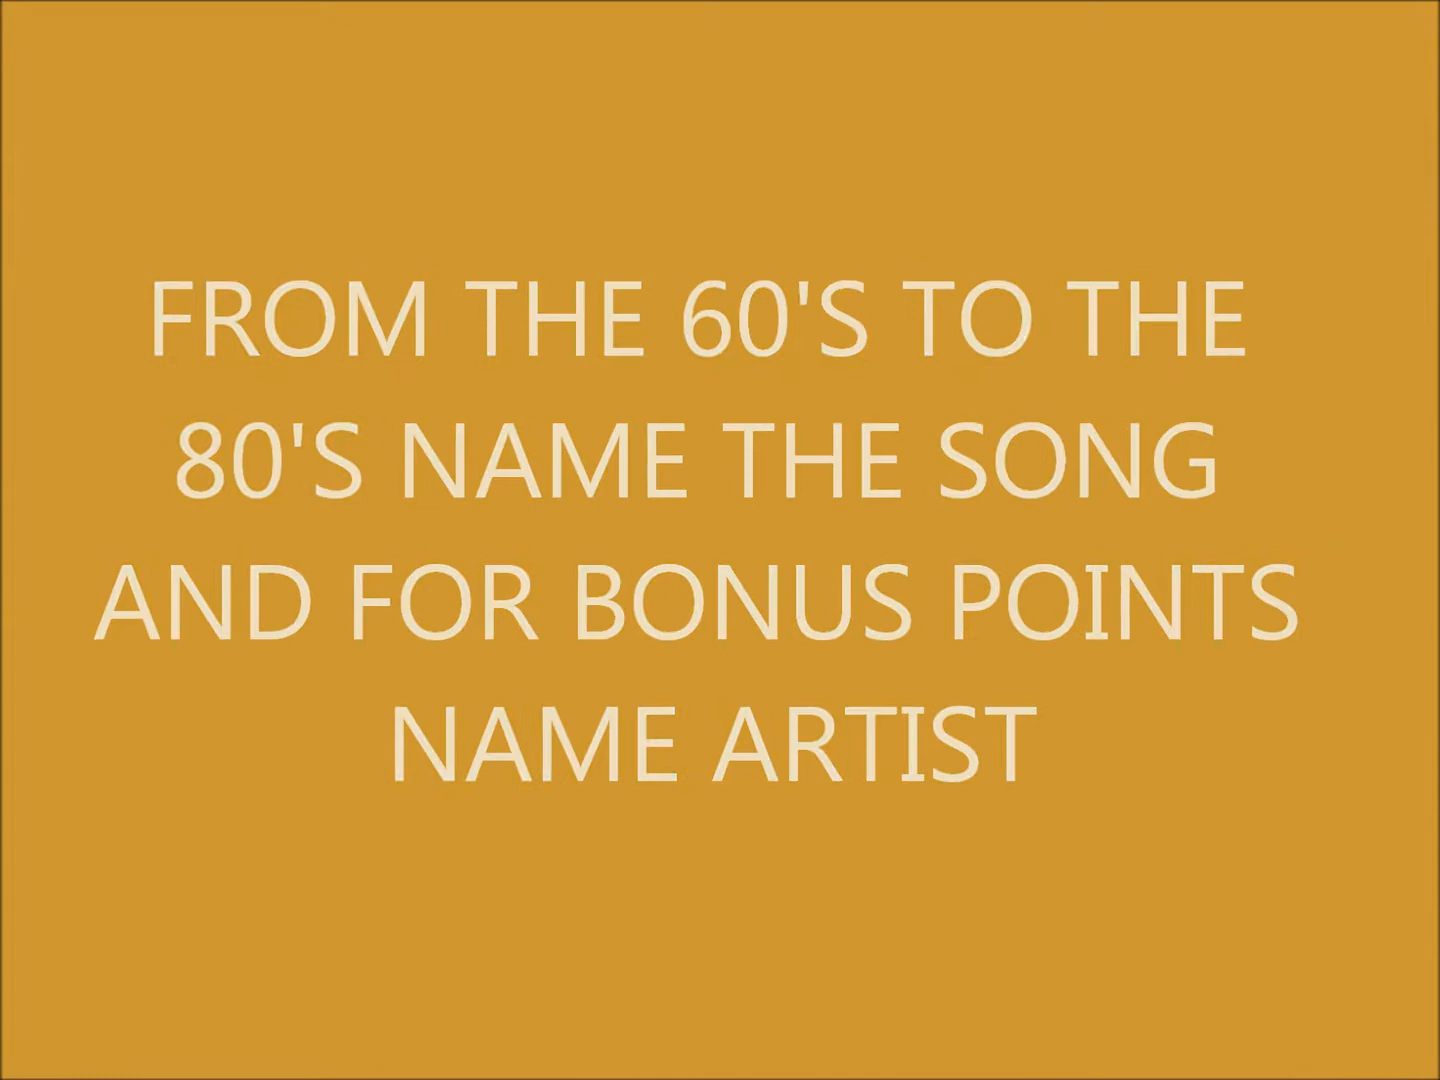 FROM THE 60'S TO THE
80'S NAME THE SONG
AND FOR BONUS POINTS
NAME ARTIST